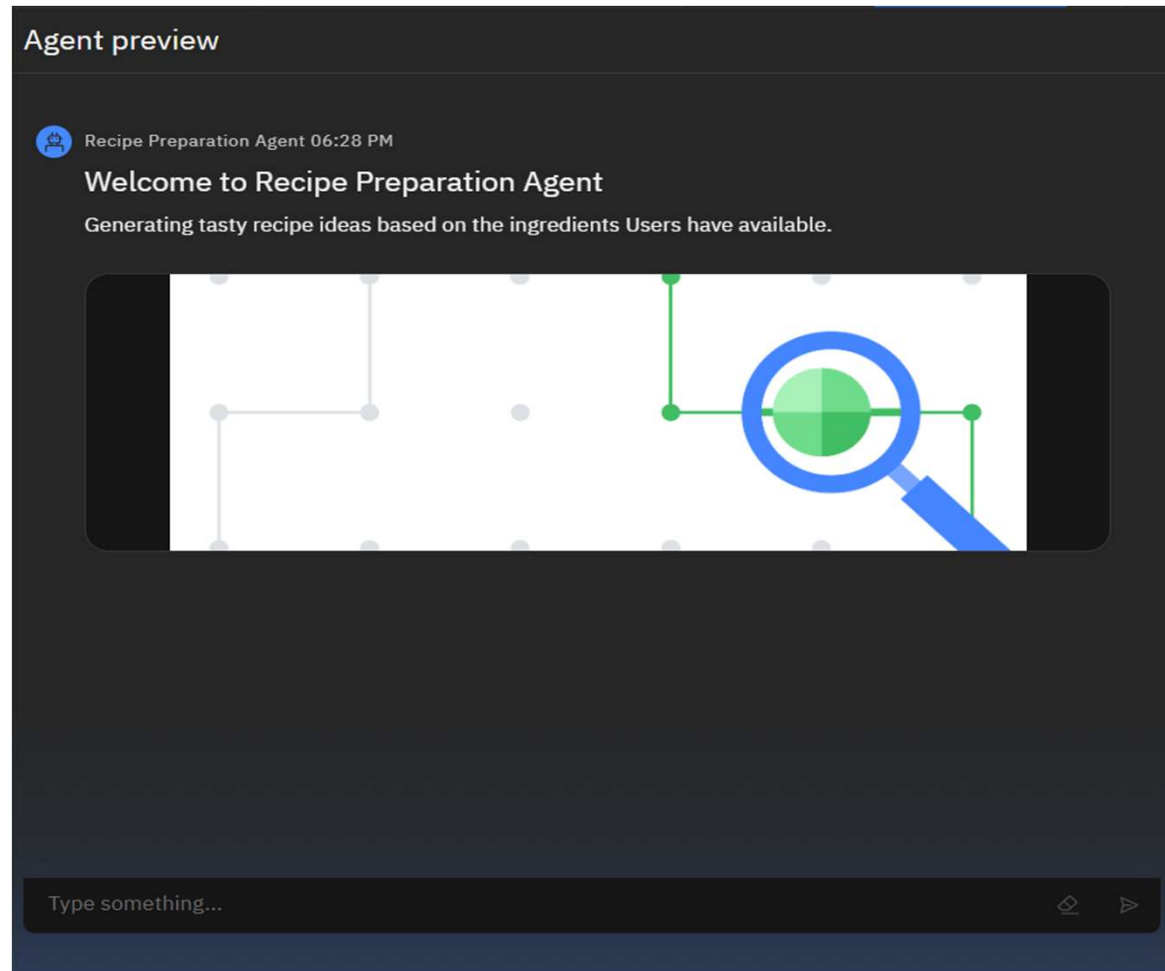 Agent preview
Recipe Preparation Agent 06:28 PM
Welcome to Recipe Preparation Agent
Generating tasty recipe ideas based on the ingredients Users have available.
Type something...